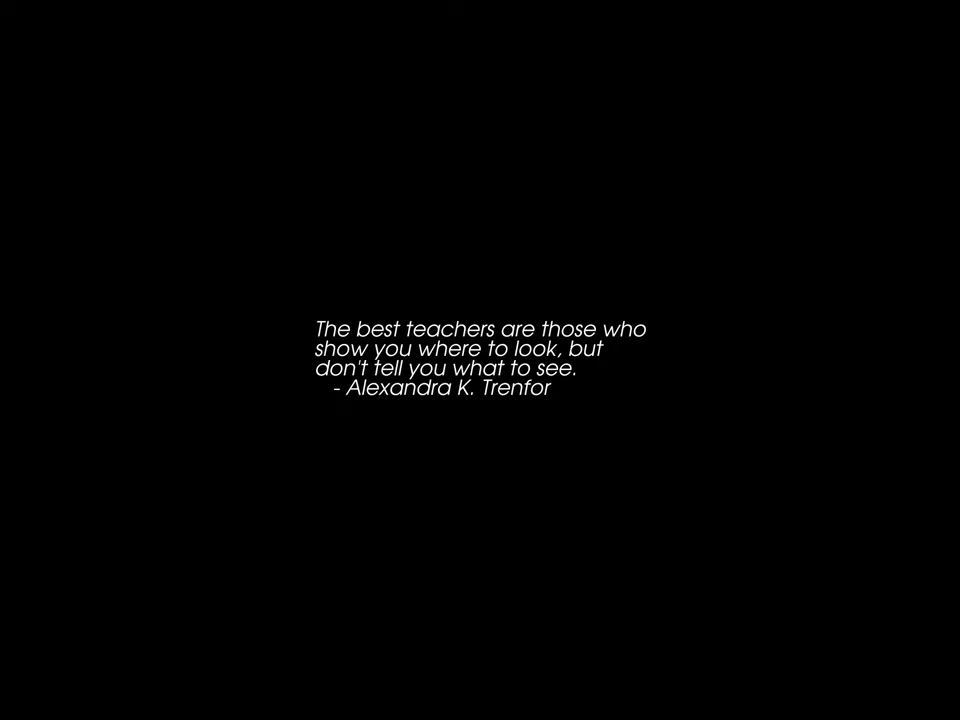 The best teachers are those who
show you where to look, but
don't tell you what to see.
- Alexandra K. Trenfor